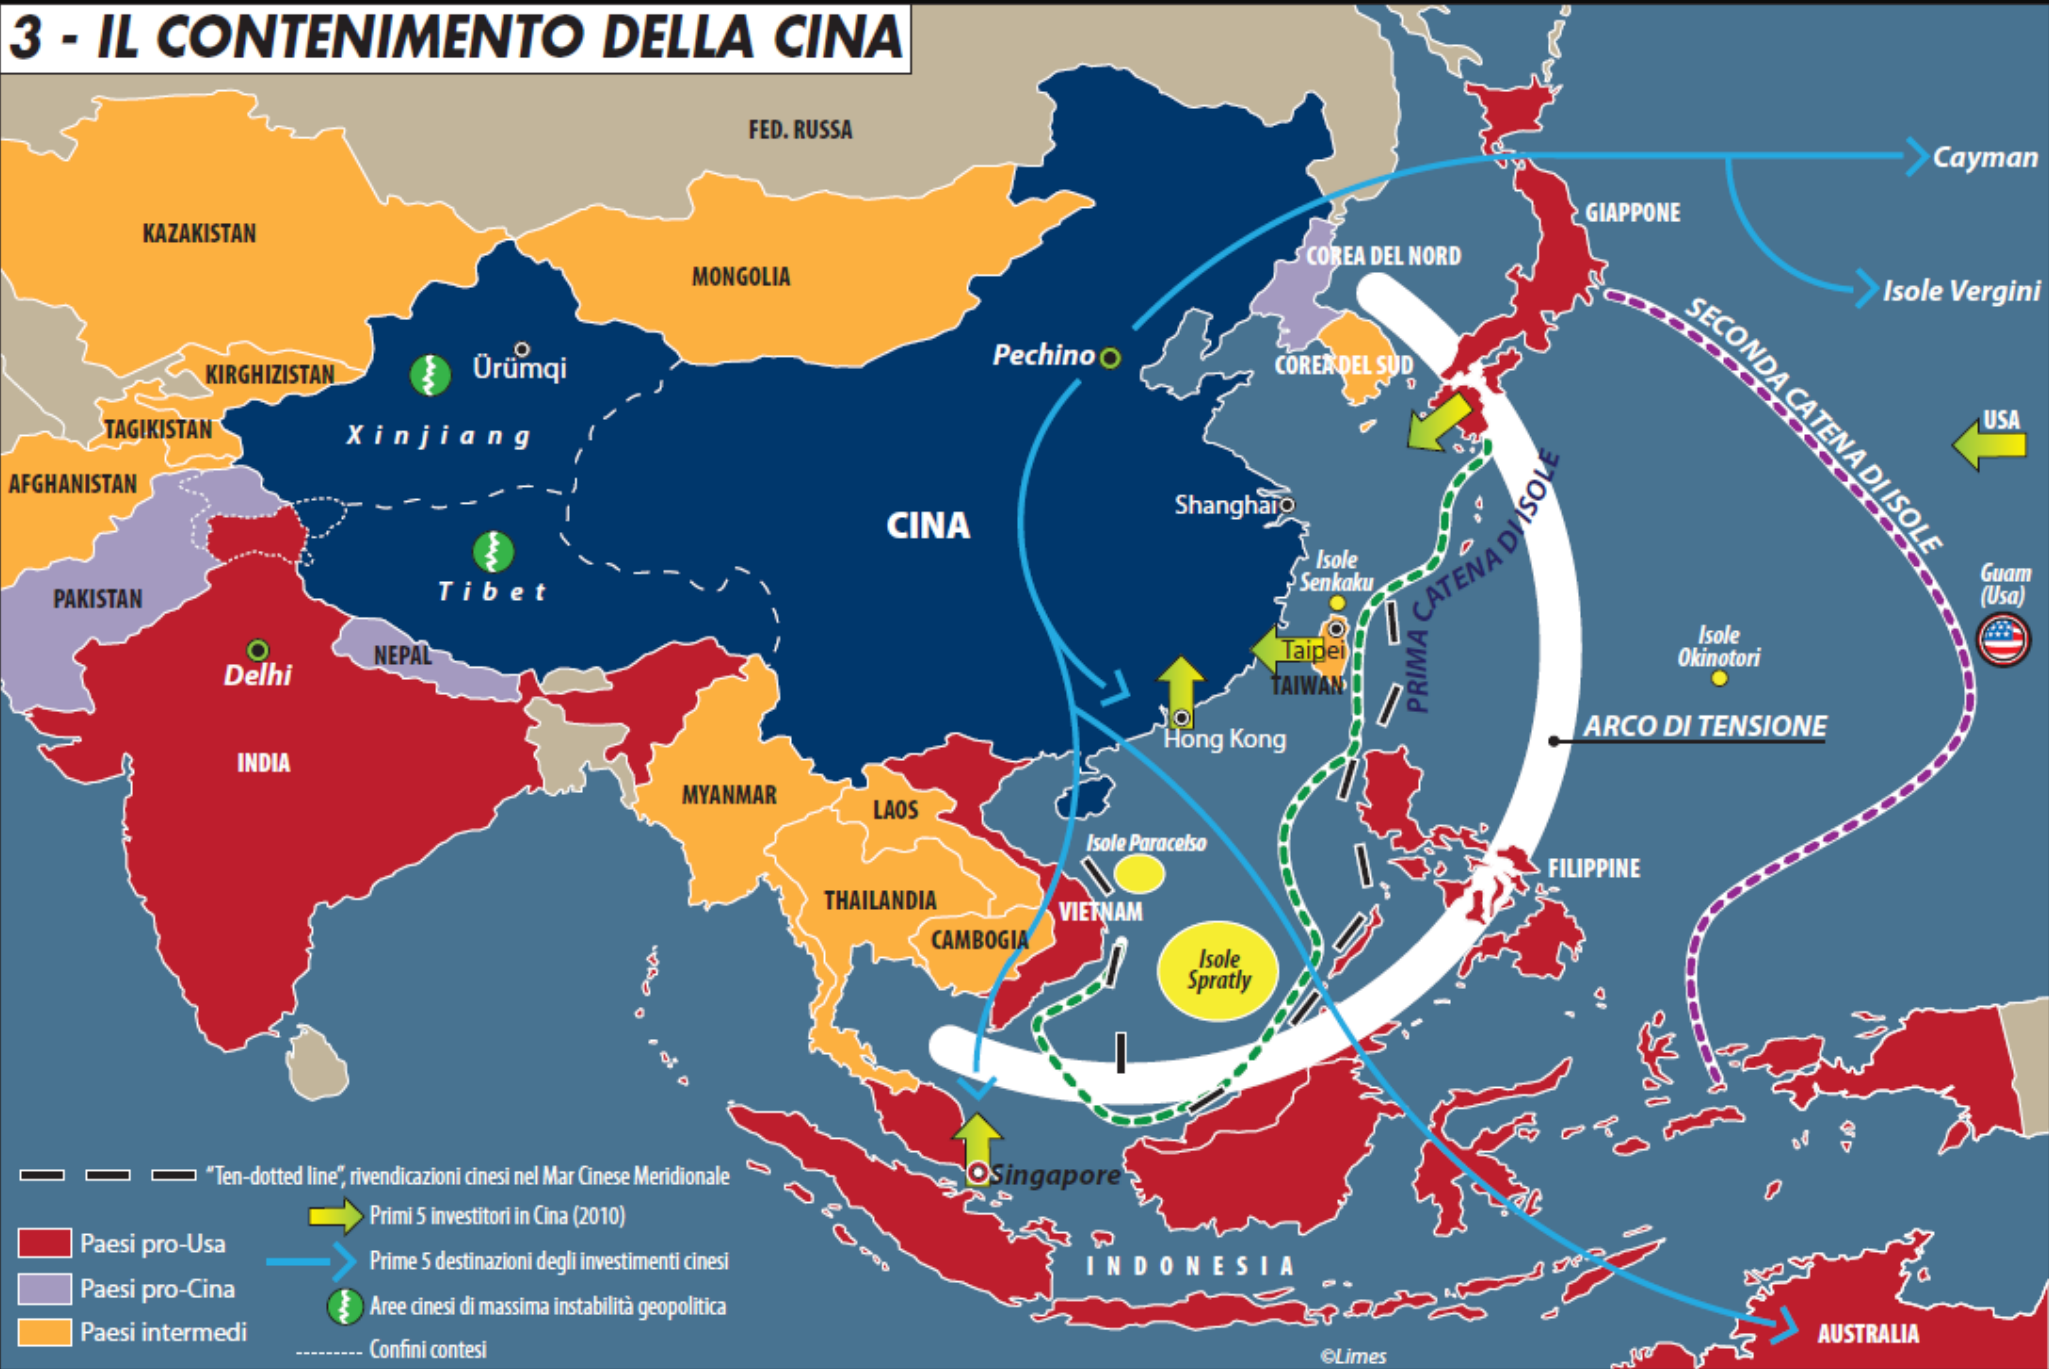 3 - IL CONTENIMENTO DELLA CINA
FED. RUSSA
Cayman
KAZAKISTAN
GIAPPONE
MONGOLIA
COREA DEL NORD
Isole Vergini
SECONDA CATENA DI ISOLE
Pechino
KIRGHIZISTAN
Ürümqi
COREA DEL SUD
TAGIKISTAN
Xinjiang
USA
AFGHANISTAN
Shanghai
CINA
PRIMA CATENA DI ISOLE
Isole
Senkaku
Guam
(Usa)
PAKISTAN
Tibet
NEPAL
Delhi
Taipei
TAIWAN
Isole
Okinotori
ARCO DI TENSIONE
Hong Kong
INDIA
MYANMAR
LAOS
Isole Paracelso
FILIPPINE
THAILANDIA
VIETNAM
CAMBOGIA
Isole
Spratly
Singapore
INDONESIA
AUSTRALIA
"Ten-dotted line", rivendicazioni cinesi nel Mar Cinese Meridionale
Primi 5 investitori in Cina (2010)
Paesi pro-Usa
Prime 5 destinazioni degli investimenti cinesi
Paesi pro-Cina
Aree cinesi di massima instabilità geopolitica
Paesi intermedi
Confini contesi
©Limes